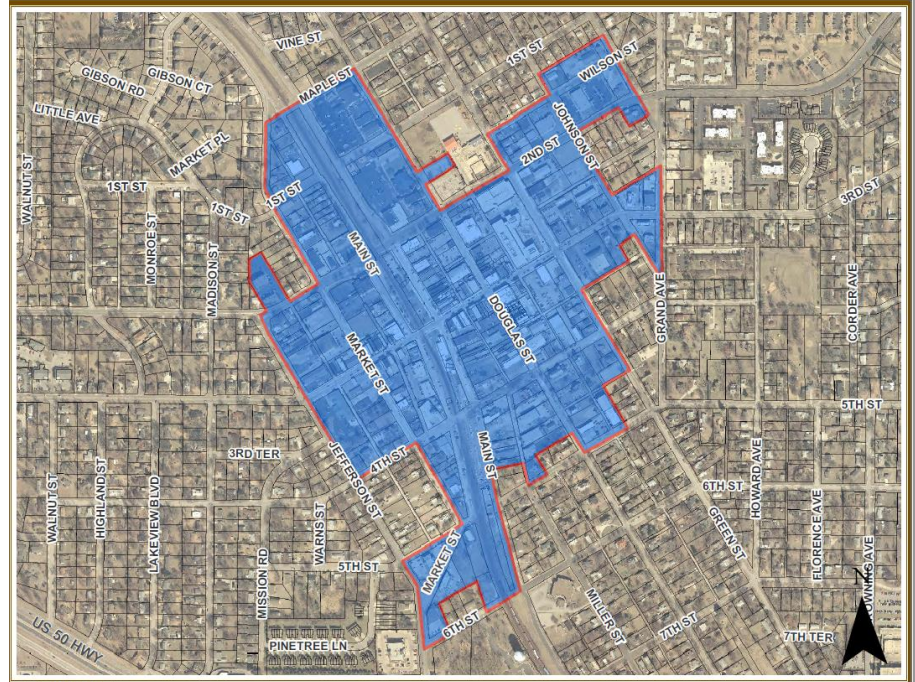 VINE ST
1ST ST
WILSON ST
GIBSON RD
GIBSON CT
MAPLE ST
LITTLE AVE
MARKET PL
JOHNSON ST
2ND ST
WALNUT ST
1ST ST
1ST ST
1ST ST
3RD ST
MONROE ST
MADISON ST
MAIN ST
GRAND AVE
CORDER AVE
DOUGLAS ST
MARKET ST
5TH ST
3RD TER
4TH ST
MAIN ST
JEFFERSON ST
WALNUT ST
HIGHLAND ST
LAKEVIEW BLVD
WARNS ST
6TH ST
HOWARD AVE
GREEN ST
FLORENCE AVE
MISSION RD
5TH ST
MARKET ST
N
US 50 HWY
PINETREE LN
6TH ST
MILLER ST
7TH ST
7TH TER